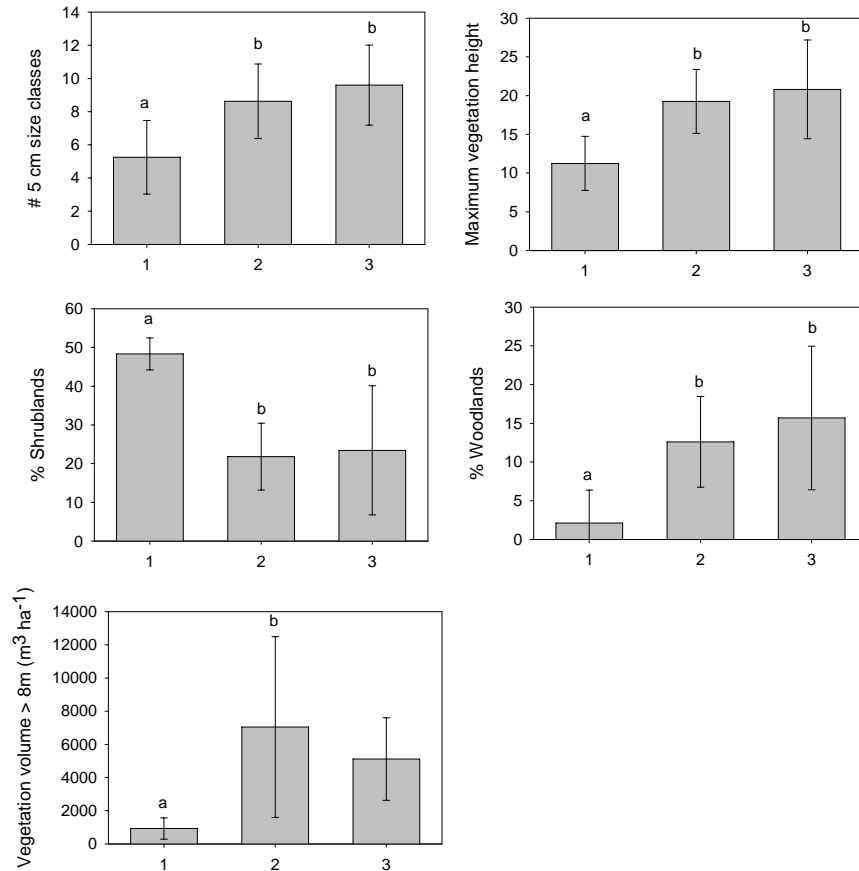 # 5 cm size classes
14
12
10
8
6
4
2
0
a
b
b
1
2
3
Maximum vegetation height
30
25
20
15
10
5
0
a
b
b
1
2
3
% Shrublands
60
50
40
30
20
10
0
a
b
b
1
2
3
% Woodlands
30
25
20
15
10
5
0
a
b
b
1
2
3
Vegetation volume > 8m (m³ ha⁻¹)
14000
12000
10000
8000
6000
4000
2000
0
a
b
1
2
3